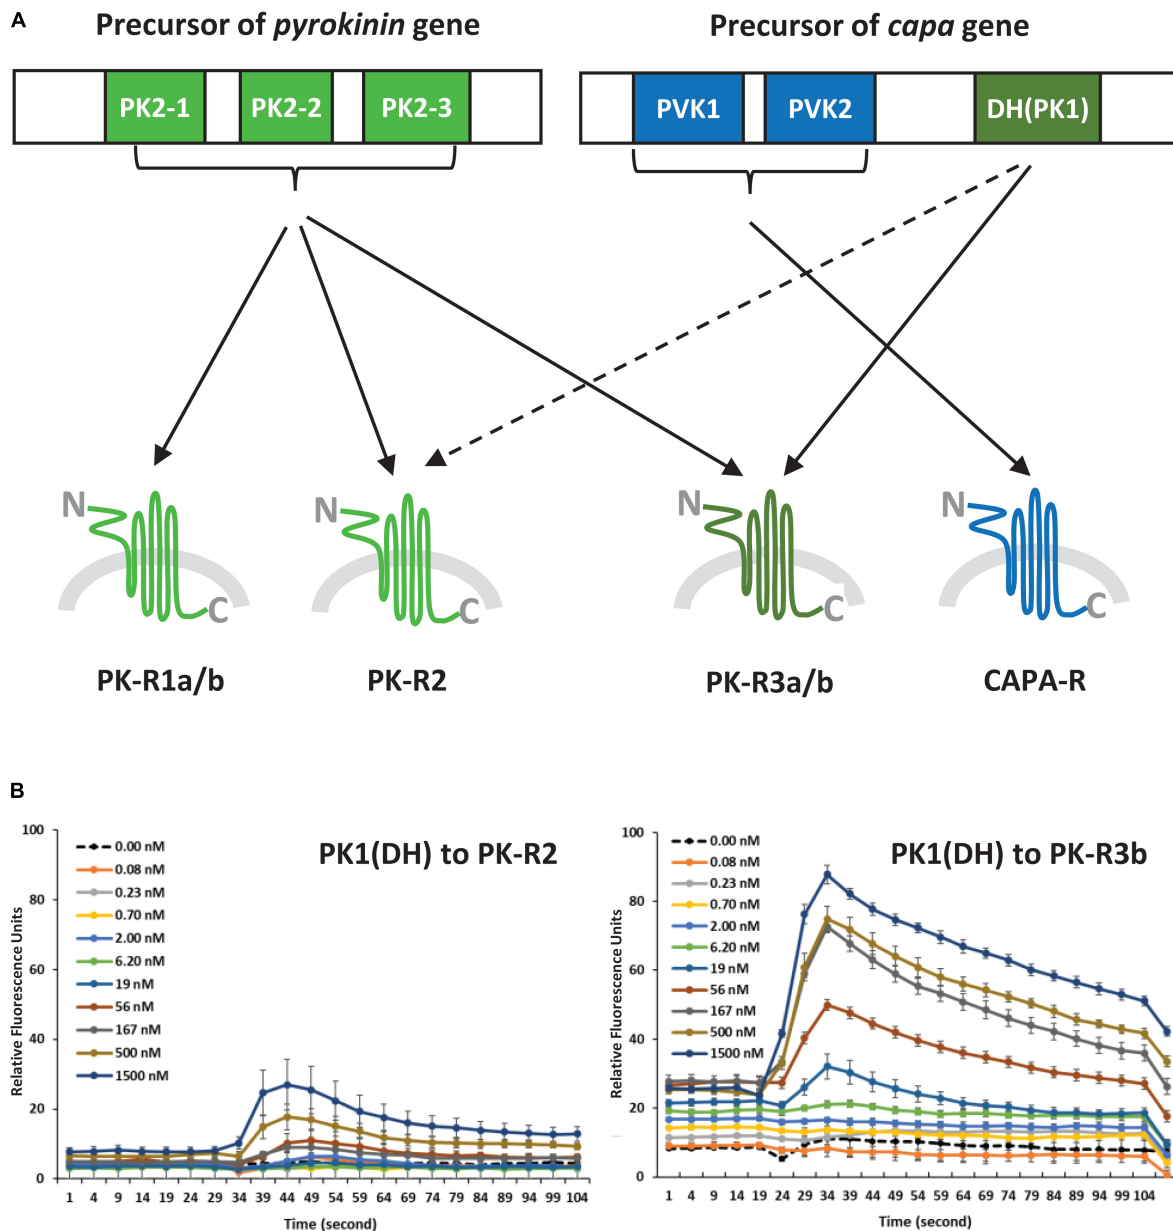 A
Precursor of pyrokinin gene
Precursor of capa gene
PK2-1
PK2-2
PK2-3
PVK1
PVK2
DH(PK1)
N
C
N
C
N
C
N
C
PK-R1a/b
PK-R2
PK-R3a/b
CAPA-R
B
PK1(DH) to PK-R2
Relative Fluorescence Units
100
80
60
40
20
0
0.00 nM
0.08 nM
0.23 nM
0.70 nM
2.00 nM
6.20 nM
19 nM
56 nM
167 nM
500 nM
1500 nM
1 4 9 14 19 24 29 34 39 44 49 54 59 64 69 74 79 84 89 94 99 104
Time (second)
PK1(DH) to PK-R3b
Relative Fluorescence Units
100
80
60
40
20
0
0.00 nM
0.08 nM
0.23 nM
0.70 nM
2.00 nM
6.20 nM
19 nM
56 nM
167 nM
500 nM
1500 nM
1 4 9 14 19 24 29 34 39 44 49 54 59 64 69 74 79 84 89 94 99 104
Time (second)